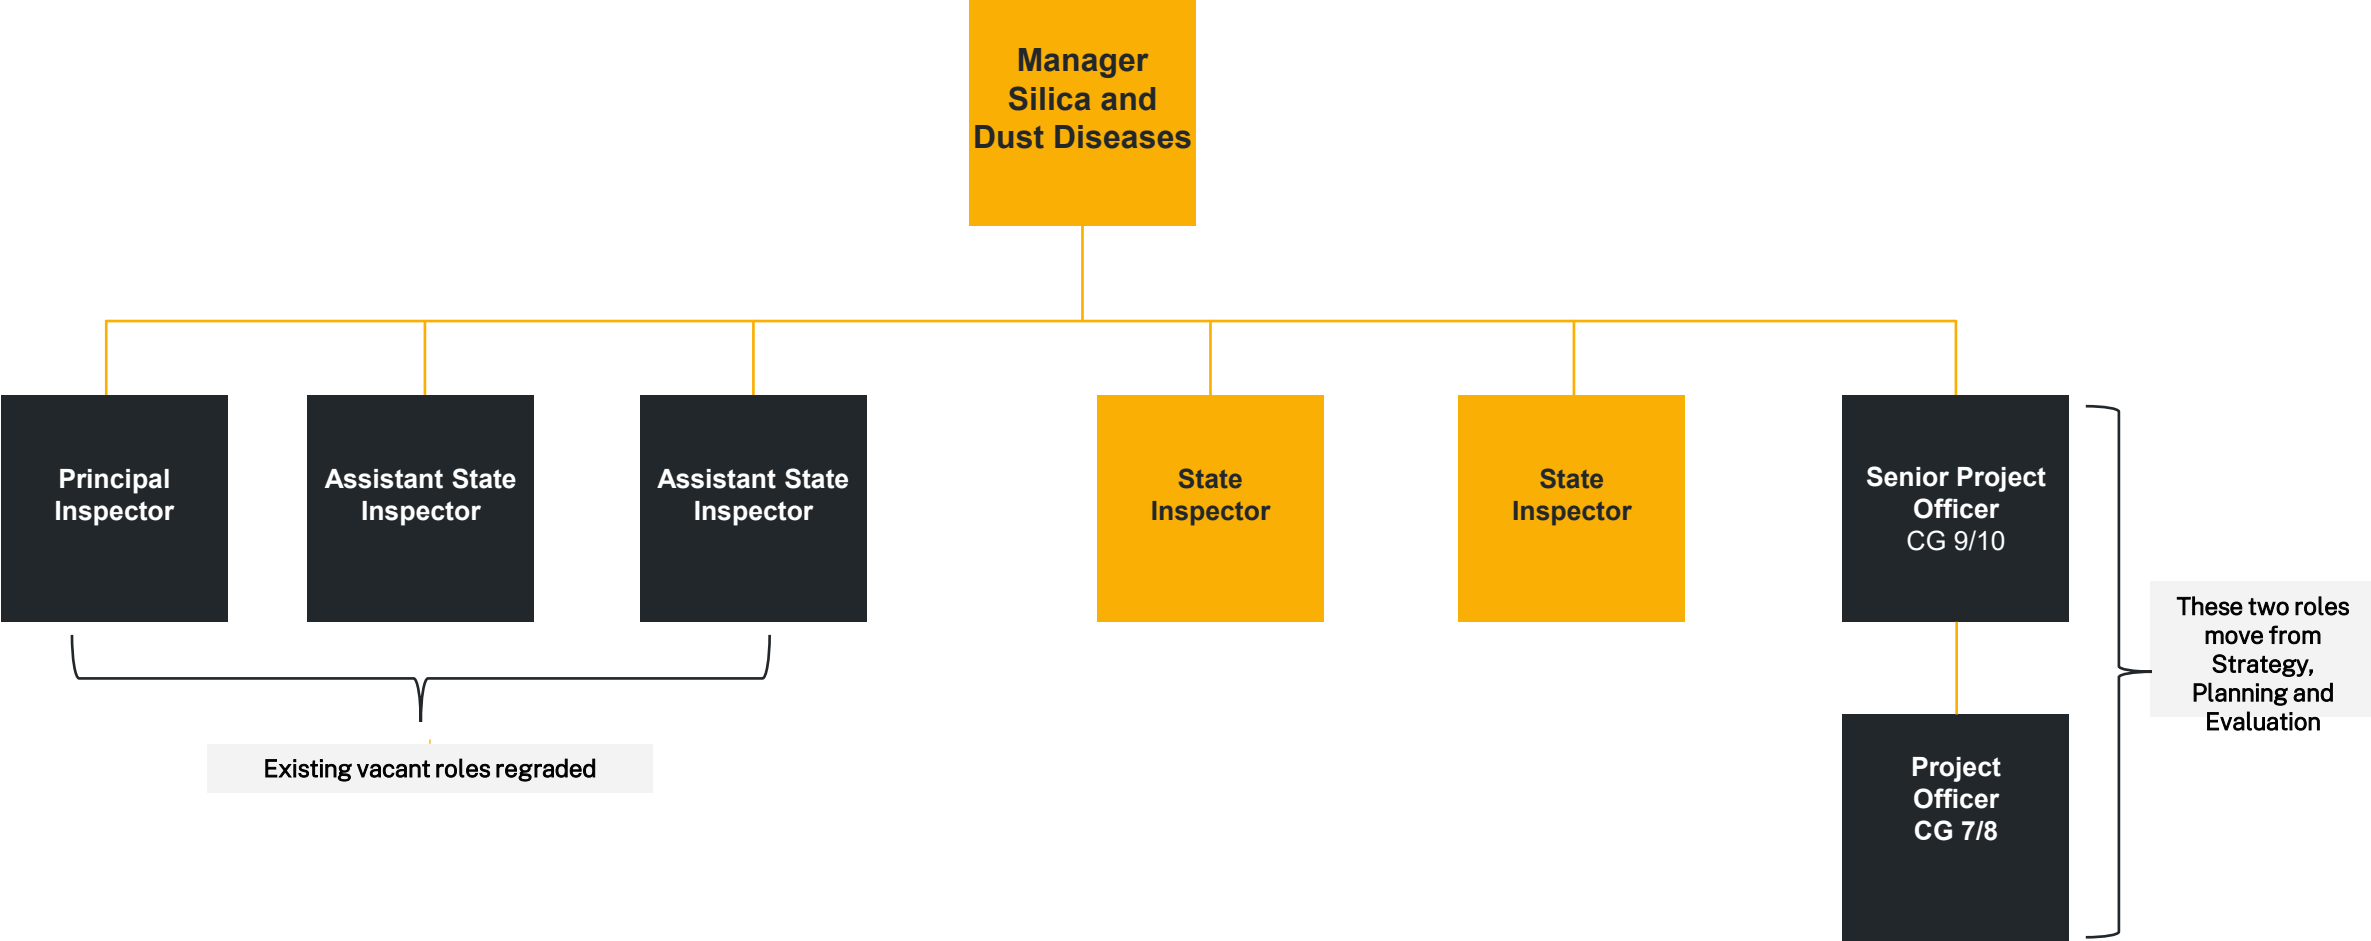 Manager
Silica and
Dust Diseases
Principal
Inspector
Assistant State
Inspector
Assistant State
Inspector
State
Inspector
State
Inspector
Senior Project
Officer
CG 9/10
These two roles
move from
Strategy,
Planning and
Evaluation
Existing vacant roles regraded
Project
Officer
CG 7/8